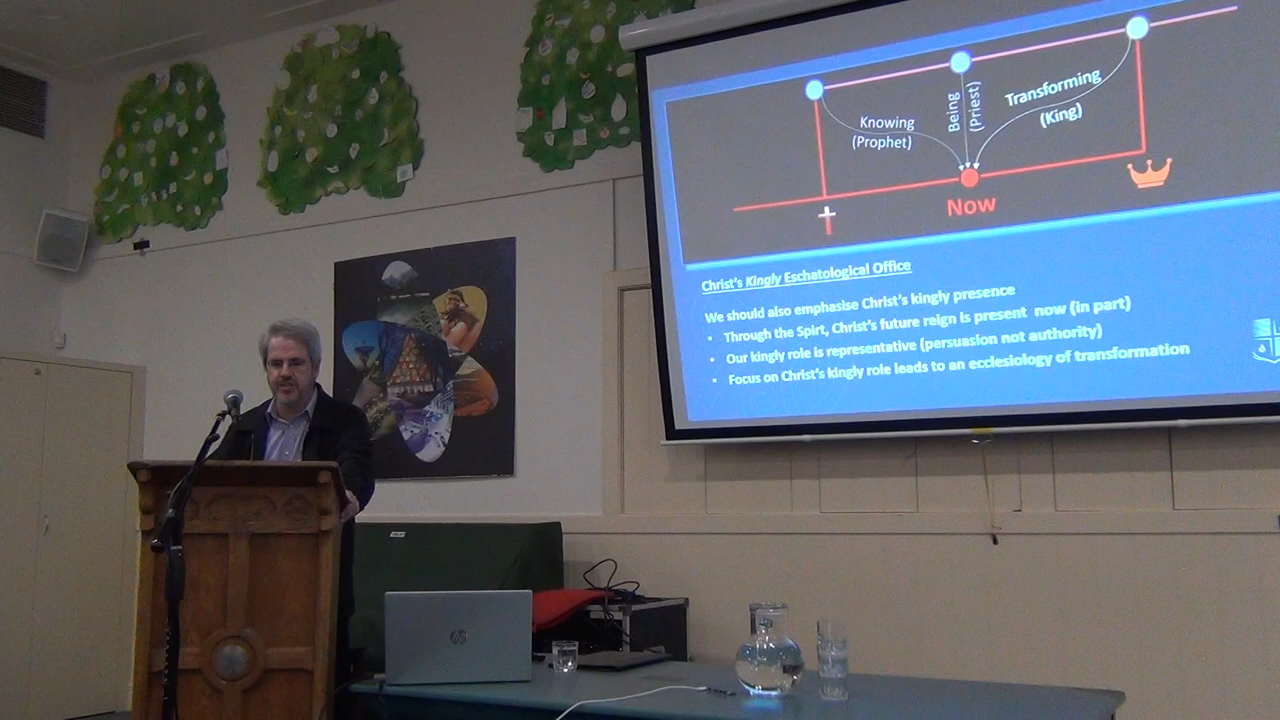 Knowing
(Prophet)
Being
(Priest)
Transforming
(King)
Now
Christ's Kingly Eschatological Office
We should also emphasise Christ's kingly presence
• Through the Spirt, Christ's future reign is present now (in part)
• Our kingly role is representative (persuasion not authority)
• Focus on Christ's kingly role leads to an ecclesiology of transformation
hp